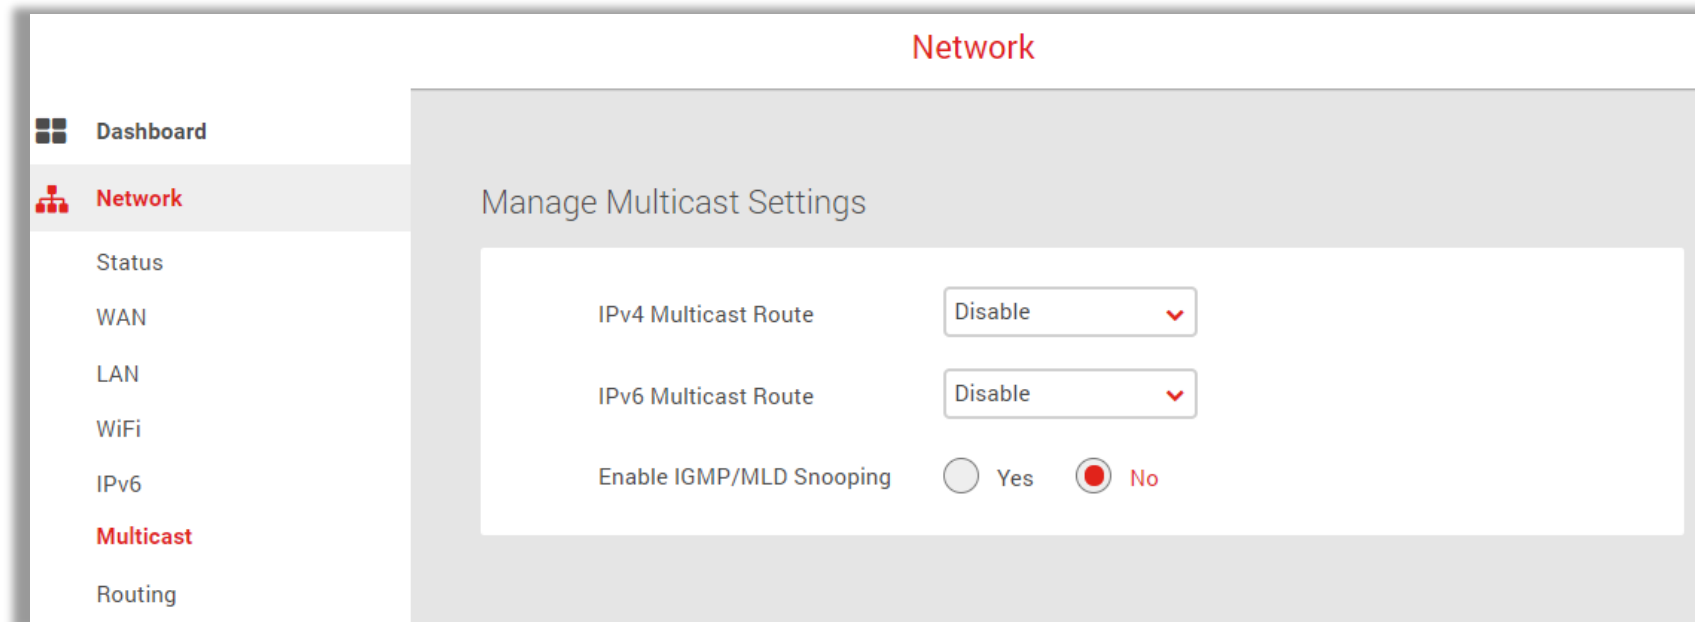 Network
Dashboard
Network
Status
WAN
LAN
WiFi
IPv6
Multicast
Routing
Manage Multicast Settings
IPv4 Multicast Route Disable
IPv6 Multicast Route Disable
Enable IGMP/MLD Snooping Yes No